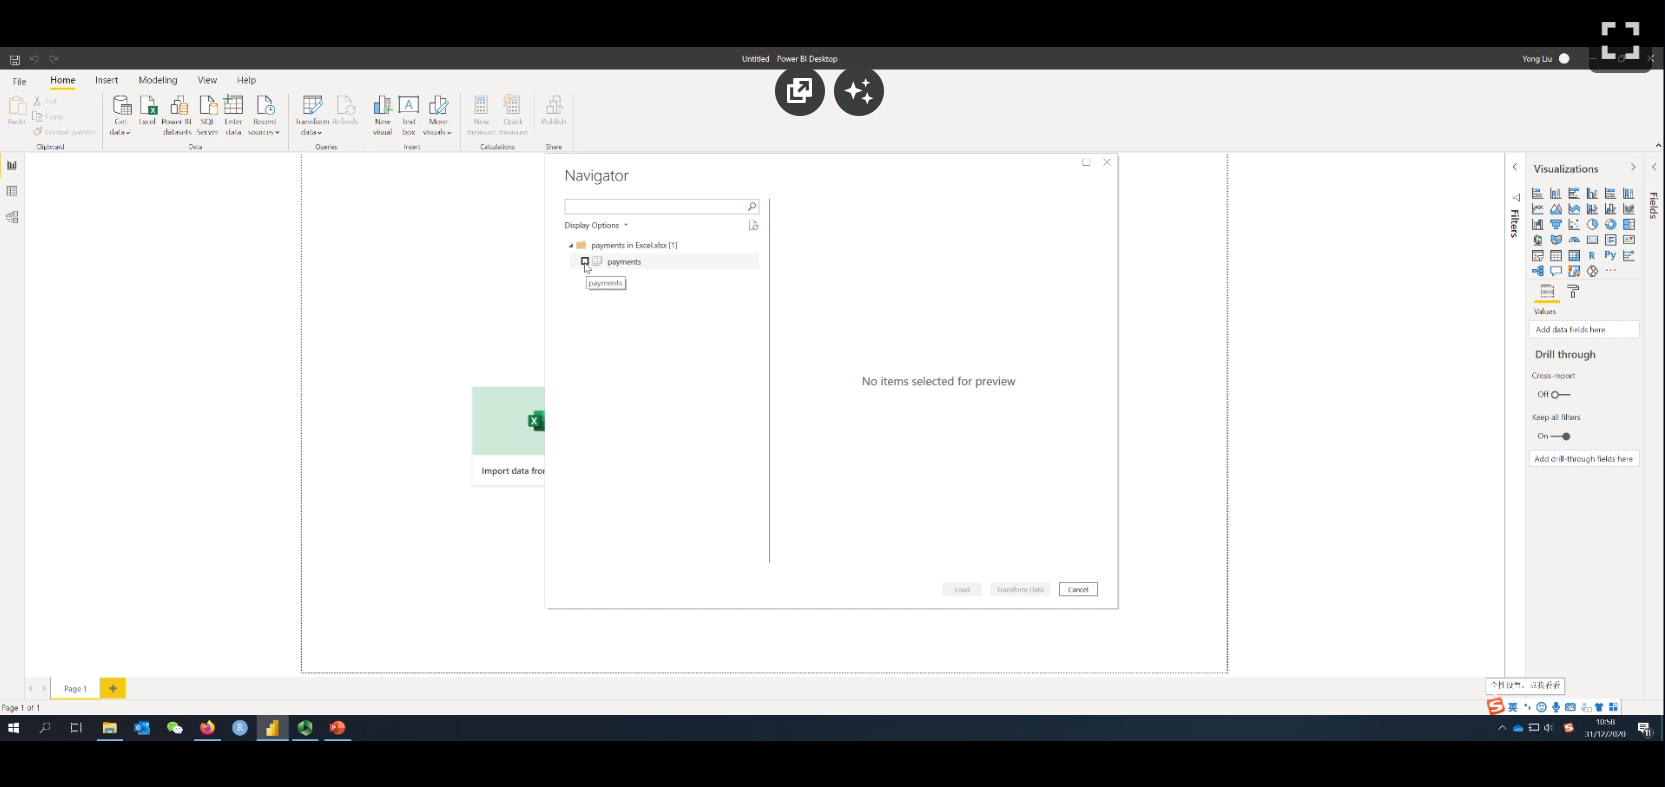 Untitled Power BI Desktop
Yong Liu
File Home Insert Modeling View Help
Paste
Cut
Copy
Format painter
Get data
Excel
Power BI datasets
SQL Server
Enter data
Recent sources
Transform data
Refresh
New visual
Text box
More visuals
New measure
Quick measure
Publish
Clipboard
Data
Queries
Insert
Calculations
Share
Navigator
Display Options
payments in Excel.xlsx [1]
payments
payments
No items selected for preview
Import data from
Load
Transform Data
Cancel
Filters
Visualizations
R
Py
Values
Add data fields here
Drill through
Cross-report
Off
Keep all filters
On
Add drill-through fields here
Fields
Page 1
Page 1 of 1
英
10:58
31/12/2020